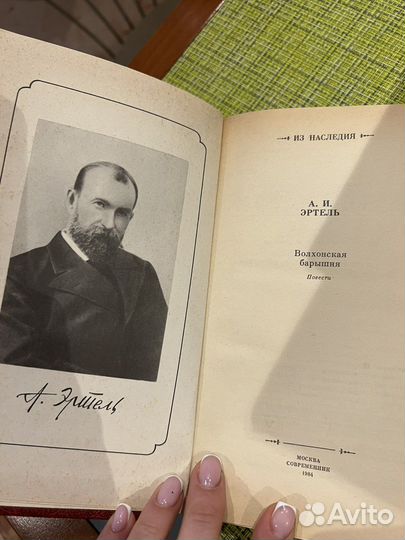 А. Эртель
ИЗ НАСЛЕДИЯ
А. И.
ЭРТЕЛЬ
Волхонская
барышня
Повести
МОСКВА
СОВРЕМЕННИК
1984
Avito